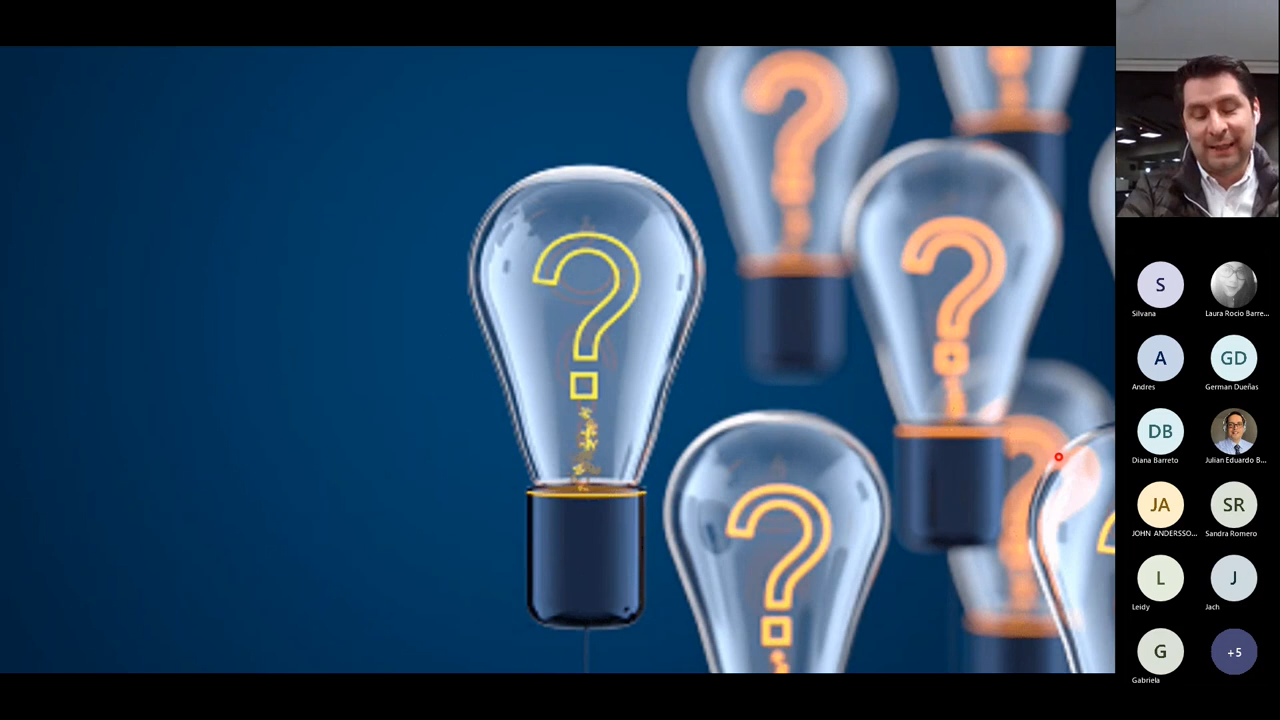 ?
?
?
?
S
Silvana
Laura Rocio Barre...
A
Andres
GD
German Dueñas
DB
Diana Barreto
Julian Eduardo B...
JA
JOHN ANDERSSO...
SR
Sandra Romero
L
Leidy
J
Jach
G
Gabriela
+5